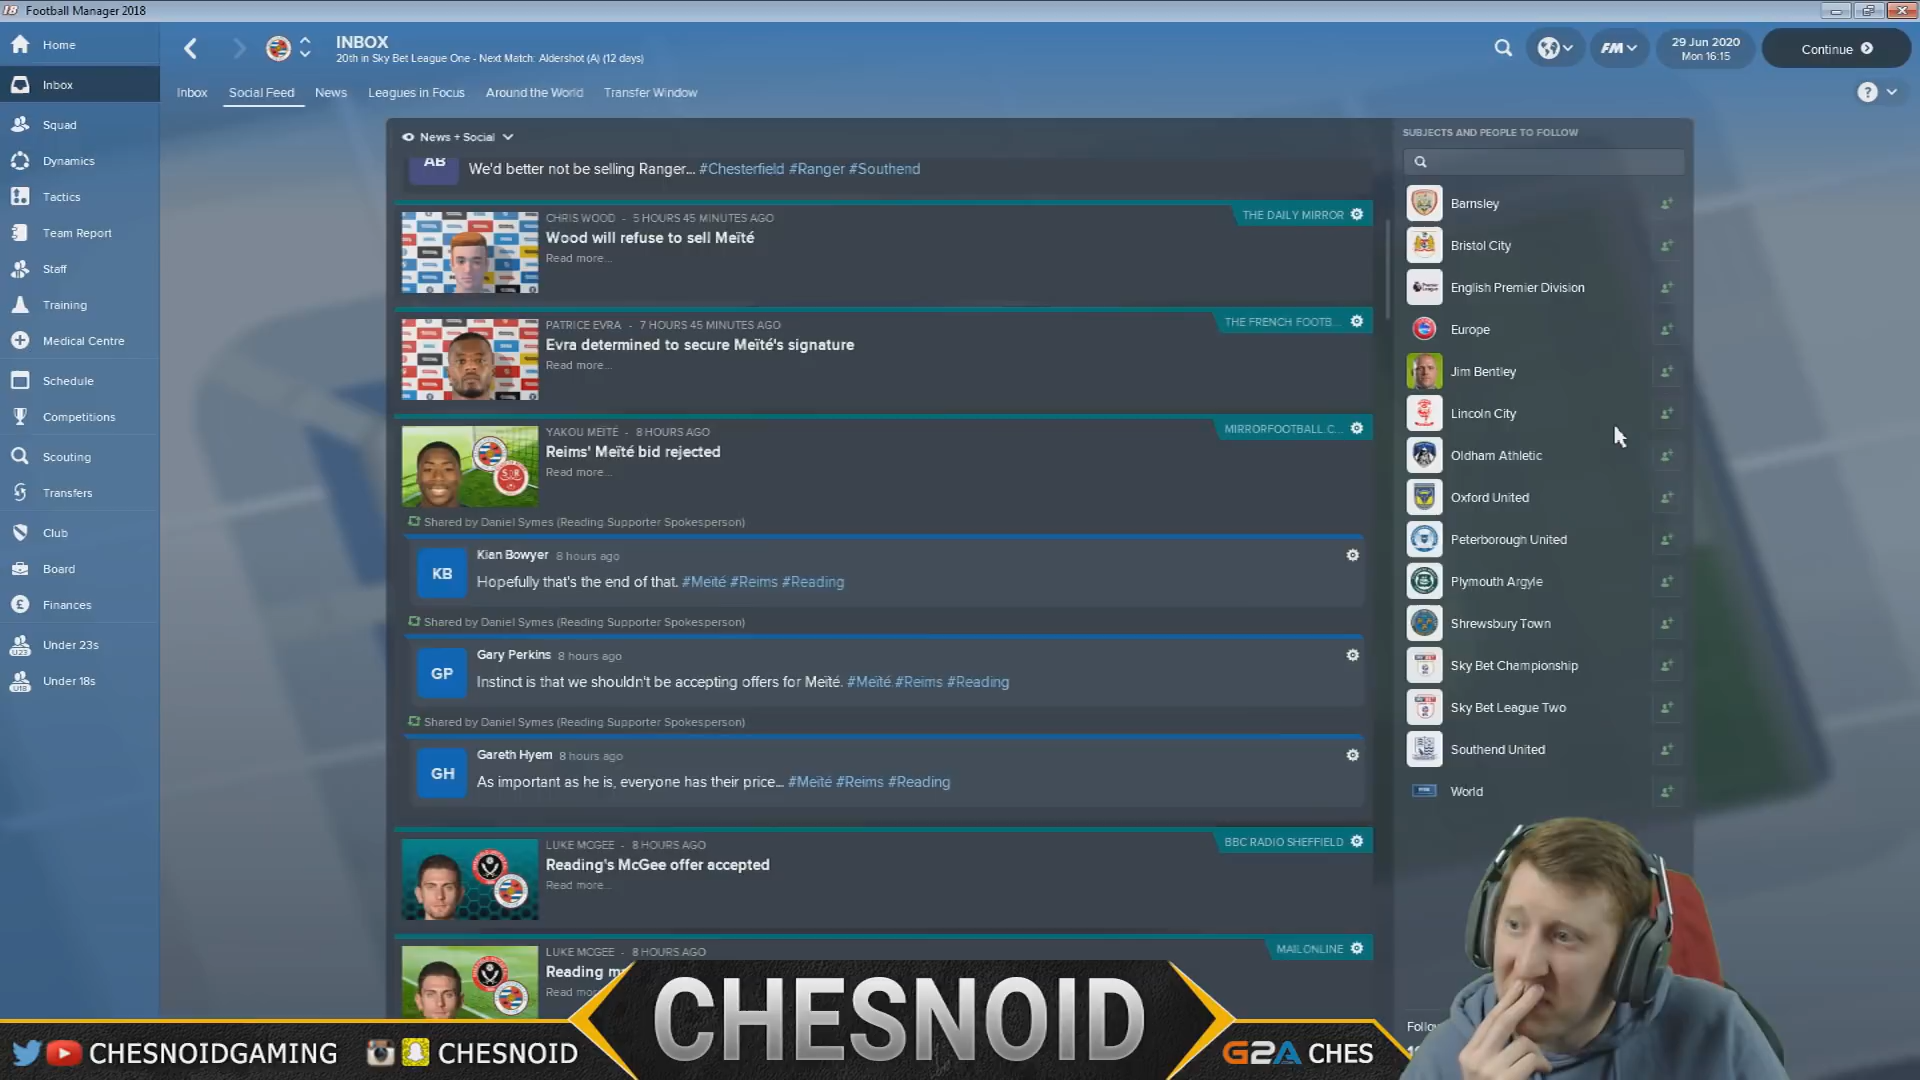 Football Manager 2018
Home
Inbox
Squad
Dynamics
Tactics
Team Report
Staff
Training
Medical Centre
Schedule
Competitions
Scouting
Transfers
Club
Board
Finances
Under 23s
Under 18s
INBOX
20th in Sky Bet League One - Next Match: Aldershot (A) (12 days)
FM
29 Jun 2020
Mon 16:15
Continue
Inbox Social Feed News Leagues in Focus Around the World Transfer Window
?
News + Social
AB
We'd better not be selling Ranger... #Chesterfield #Ranger #Southend
CHRIS WOOD - 5 HOURS 45 MINUTES AGO
THE DAILY MIRROR
Wood will refuse to sell Meïté
Read more...
PATRICE EVRA - 7 HOURS 45 MINUTES AGO
THE FRENCH FOOTB...
Evra determined to secure Meïté's signature
Read more...
YAKOU MEÏTÉ - 8 HOURS AGO
MIRRORFOOTBALL.C...
Reims' Meïté bid rejected
Read more...
Shared by Daniel Symes (Reading Supporter Spokesperson)
KB
Kian Bowyer 8 hours ago
Hopefully that's the end of that. #Meïté #Reims #Reading
Shared by Daniel Symes (Reading Supporter Spokesperson)
GP
Gary Perkins 8 hours ago
Instinct is that we shouldn't be accepting offers for Meïté. #Meïté #Reims #Reading
Shared by Daniel Symes (Reading Supporter Spokesperson)
GH
Gareth Hyem 8 hours ago
As important as he is, everyone has their price... #Meïté #Reims #Reading
LUKE MCGEE - 8 HOURS AGO
BBC RADIO SHEFFIELD
Reading's McGee offer accepted
Read more...
LUKE MCGEE - 8 HOURS AGO
MAILONLINE
Reading
SUBJECTS AND PEOPLE TO FOLLOW
Barnsley
Bristol City
English Premier Division
Europe
Jim Bentley
Lincoln City
Oldham Athletic
Oxford United
Peterborough United
Plymouth Argyle
Shrewsbury Town
Sky Bet Championship
Sky Bet League Two
Southend United
World
CHESNOIDGAMING
CHESNOID
CHESNOID
G2A CHES